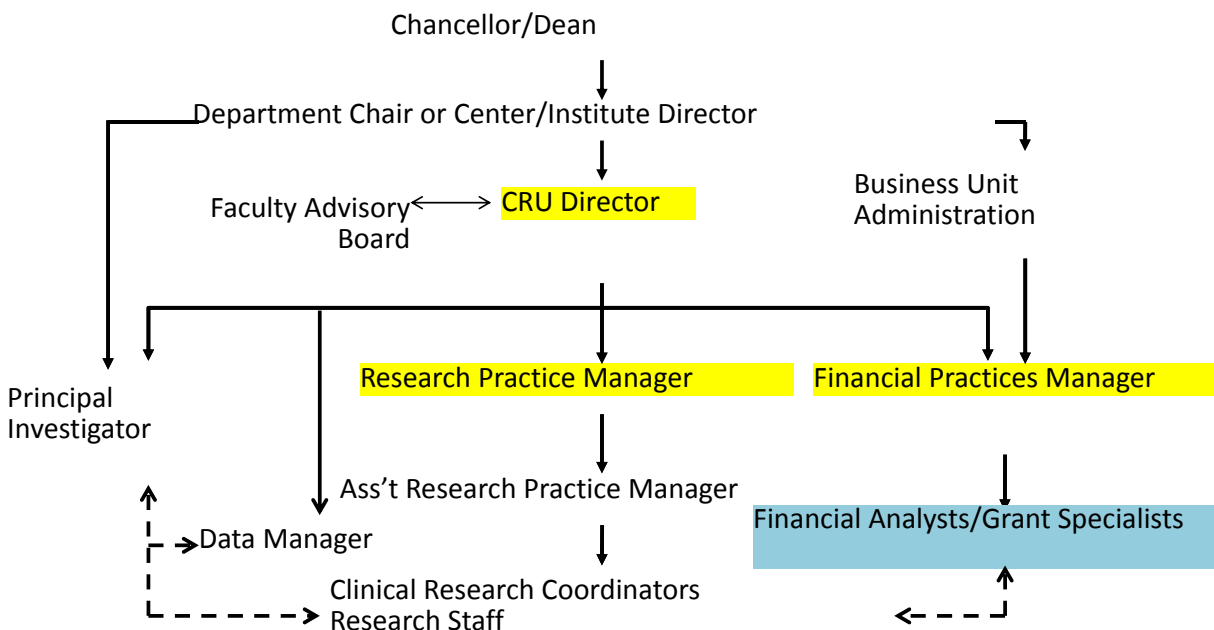 Chancellor/Dean
Department Chair or Center/Institute Director
Business Unit
Administration
CRU Director
Faculty Advisory
Board
Research Practice Manager
Financial Practices Manager
Principal
Investigator
Ass’t Research Practice Manager
Financial Analysts/Grant Specialists
Data Manager
Clinical Research Coordinators
Research Staff